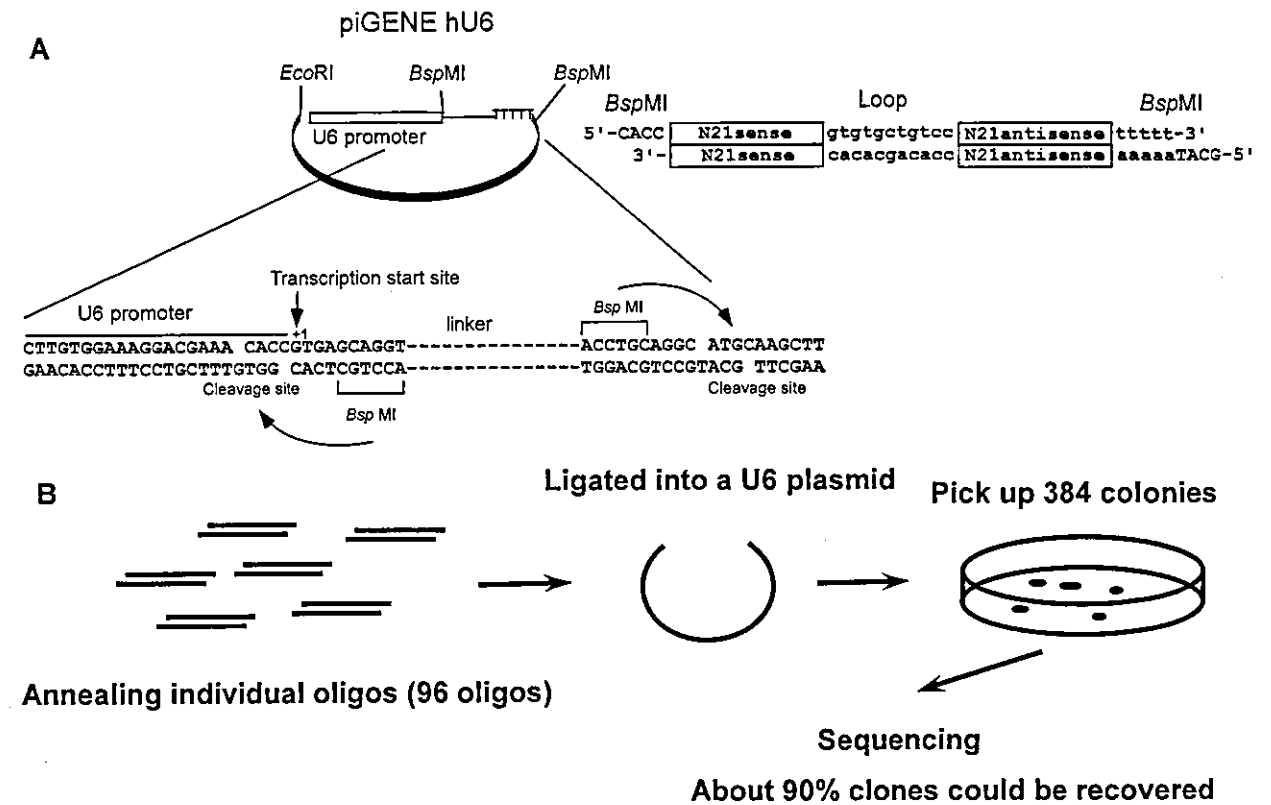 A
piGENE hU6
EcoRI BspMI BspMI
TTTTT
U6 promoter
BspMI Loop BspMI
5'-CACC N21sense gtgtgctgtcc N21antisense ttttt-3'
3'- N21sense cacacgacacc N21antisense aaaaaTACG-5'
Transcription start site
U6 promoter +1 linker Bsp MI
CTTGTGGAAAGGACGAAA CACCGTGAGCAGGT------------------ACCTGCAGGC ATGCAAGCTT
GAACACCTTTCCTGCTTTGTGG CACTCGTCCA------------------TGGACGTCCGTACG TTCGAA
Cleavage site Cleavage site
Bsp MI
B
Ligated into a U6 plasmid
Pick up 384 colonies
Annealing individual oligos (96 oligos)
Sequencing
About 90% clones could be recovered